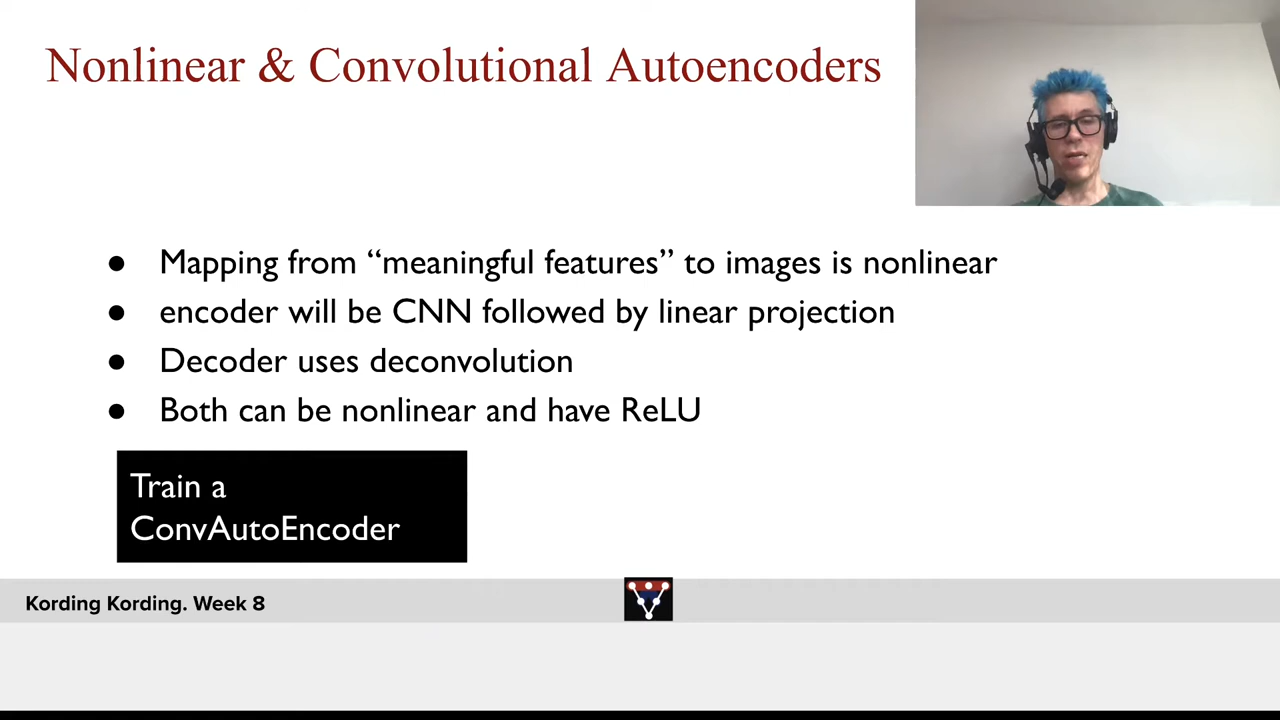 Nonlinear & Convolutional Autoencoders
● Mapping from “meaningful features” to images is nonlinear
● encoder will be CNN followed by linear projection
● Decoder uses deconvolution
● Both can be nonlinear and have ReLU
Train a
ConvAutoEncoder
Kording Kording. Week 8